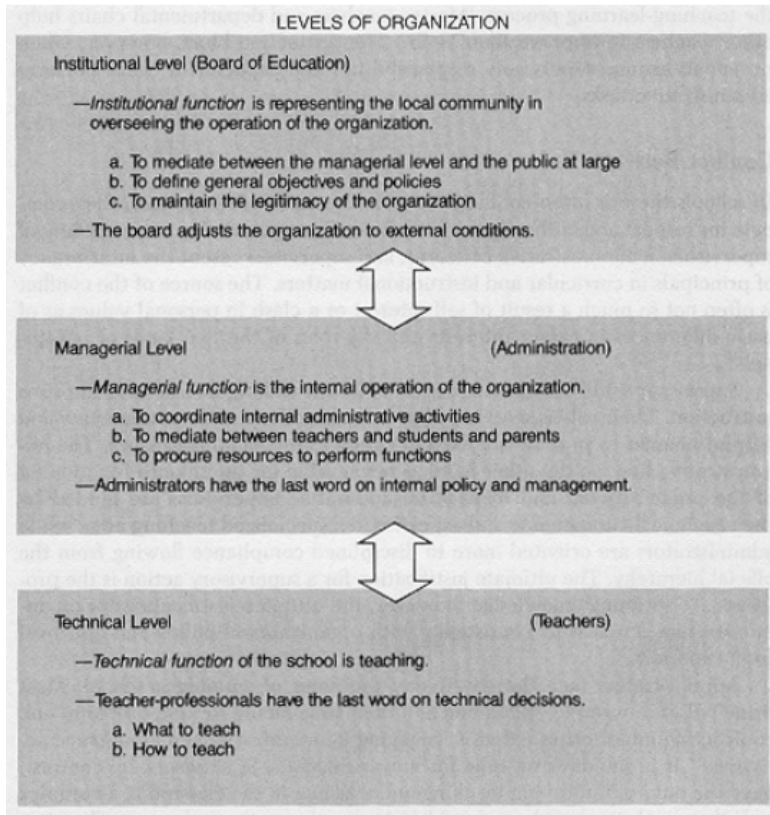 LEVELS OF ORGANIZATION
Institutional Level (Board of Education)
—Institutional function is representing the local community in
overseeing the operation of the organization.
a. To mediate between the managerial level and the public at large
b. To define general objectives and policies
c. To maintain the legitimacy of the organization
—The board adjusts the organization to external conditions.
Managerial Level (Administration)
—Managerial function is the internal operation of the organization.
a. To coordinate internal administrative activities
b. To mediate between teachers and students and parents
c. To procure resources to perform functions
—Administrators have the last word on internal policy and management.
Technical Level (Teachers)
—Technical function of the school is teaching.
—Teacher-professionals have the last word on technical decisions.
a. What to teach
b. How to teach